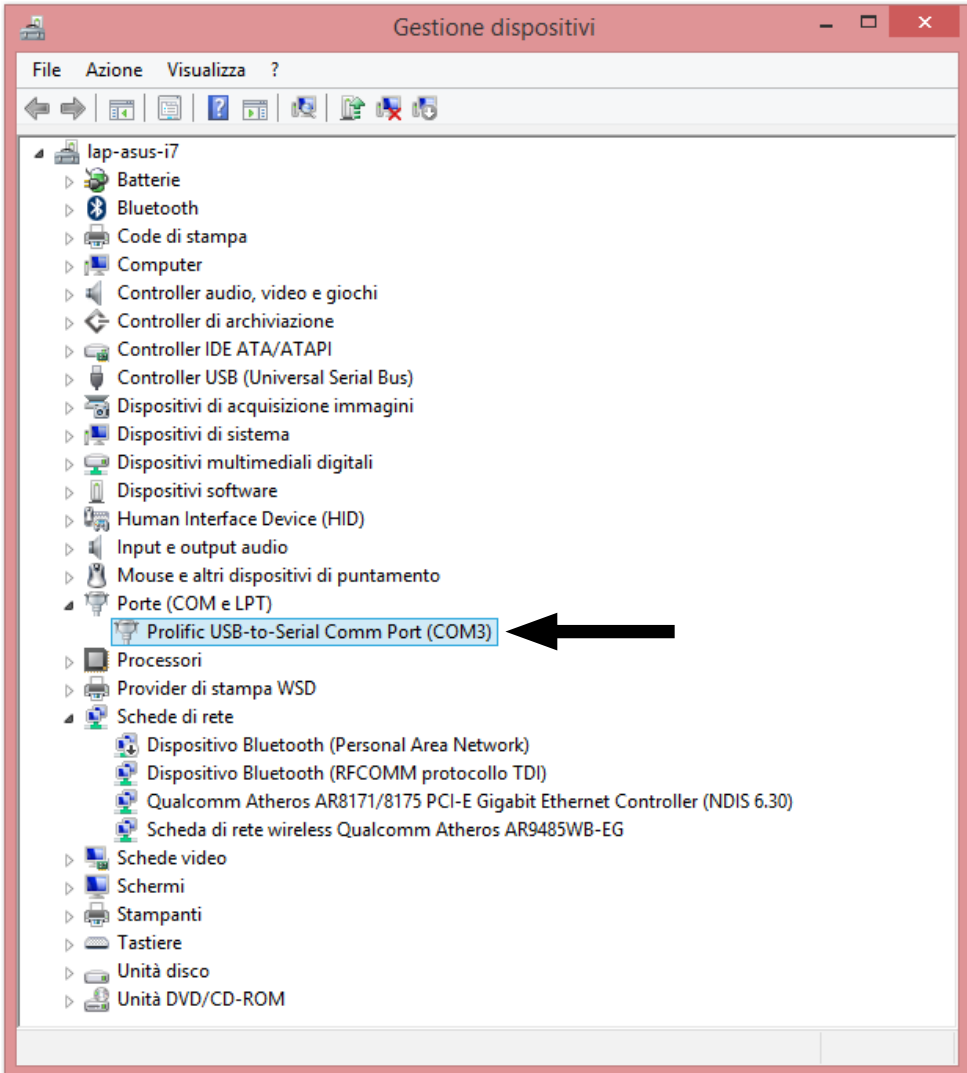 Gestione dispositivi
File Azione Visualizza ?
lap-asus-i7
Batterie
Bluetooth
Code di stampa
Computer
Controller audio, video e giochi
Controller di archiviazione
Controller IDE ATA/ATAPI
Controller USB (Universal Serial Bus)
Dispositivi di acquisizione immagini
Dispositivi di sistema
Dispositivi multimediali digitali
Dispositivi software
Human Interface Device (HID)
Input e output audio
Mouse e altri dispositivi di puntamento
Porte (COM e LPT)
Prolific USB-to-Serial Comm Port (COM3)
Processori
Provider di stampa WSD
Schede di rete
Dispositivo Bluetooth (Personal Area Network)
Dispositivo Bluetooth (RFCOMM protocollo TDI)
Qualcomm Atheros AR8171/8175 PCI-E Gigabit Ethernet Controller (NDIS 6.30)
Scheda di rete wireless Qualcomm Atheros AR9485WB-EG
Schede video
Schermi
Stampanti
Tastiere
Unità disco
Unità DVD/CD-ROM